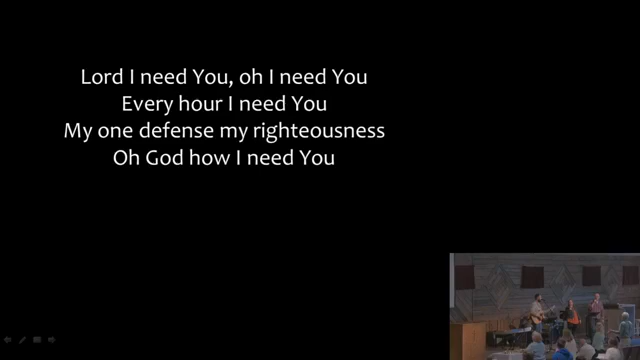 Lord I need You, oh I need You
Every hour I need You
My one defense my righteousness
Oh God how I need You